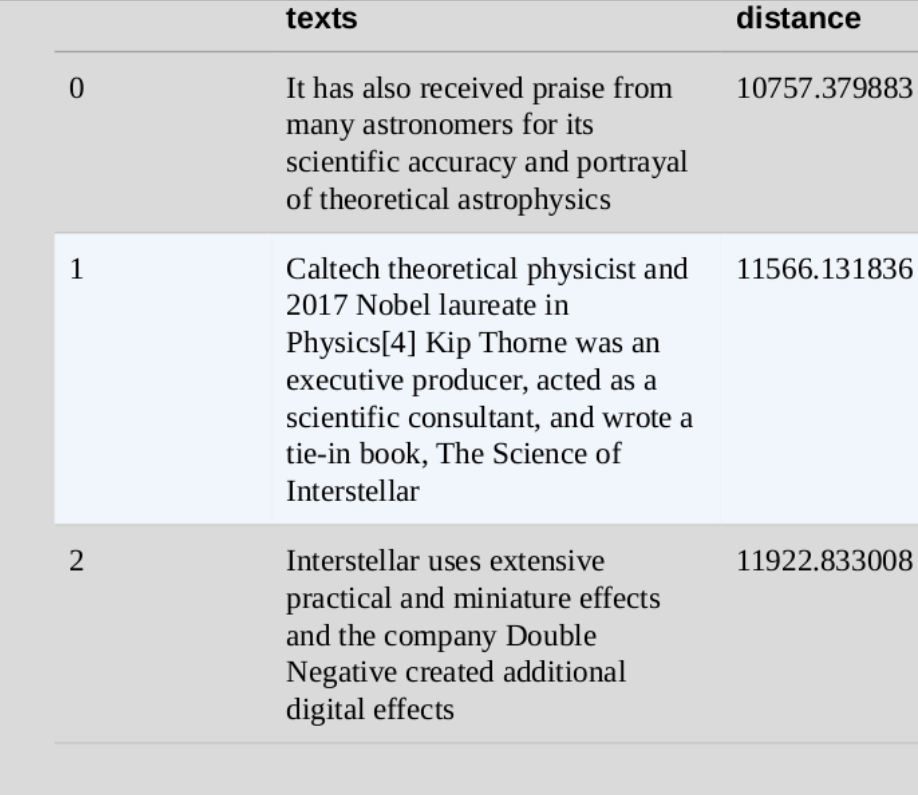 texts distance
0 It has also received praise from 10757.379883
many astronomers for its
scientific accuracy and portrayal
of theoretical astrophysics
1 Caltech theoretical physicist and 11566.131836
2017 Nobel laureate in
Physics[4] Kip Thorne was an
executive producer, acted as a
scientific consultant, and wrote a
tie-in book, The Science of
Interstellar
2 Interstellar uses extensive 11922.833008
practical and miniature effects
and the company Double
Negative created additional
digital effects